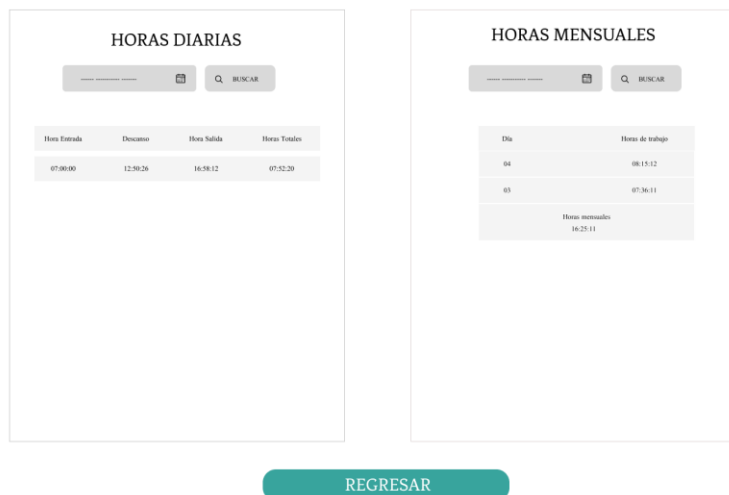 HORAS DIARIAS
BUSCAR
Hora Entrada Descanso Hora Salida Horas Totales
07:00:00 12:50:26 16:58:12 07:52:20
HORAS MENSUALES
BUSCAR
Día Horas de trabajo
04 08:15:12
03 07:36:11
Horas mensuales
16:25:11
REGRESAR